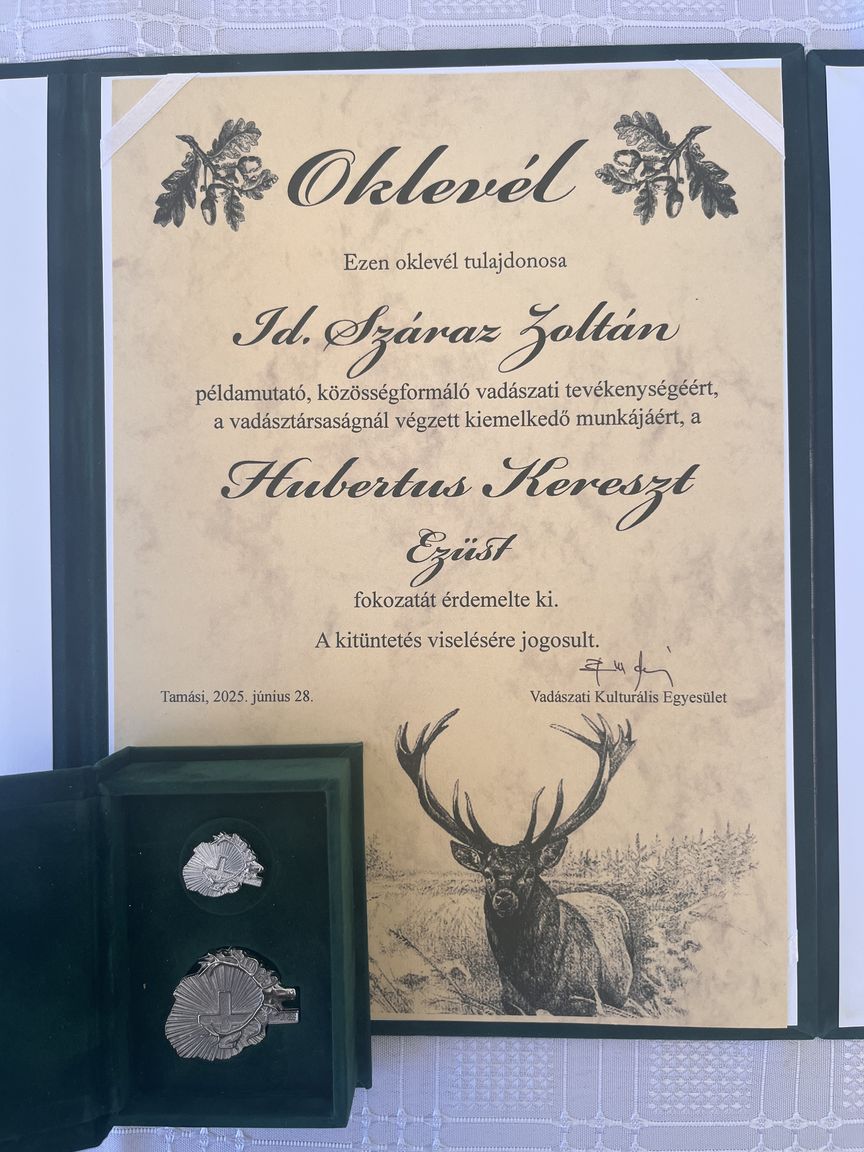 Oklevél
Ezen oklevél tulajdonosa
Id. Száraz Zoltán
példamutató, közösségformáló vadászati tevékenységéért,
a vadásztársaságnál végzett kiemelkedő munkájáért, a
Hubertus Kereszt
Ezüst
fokozatát érdemelte ki.
A kitüntetés viselésére jogosult.
Tamási, 2025. június 28.
Vadászati Kulturális Egyesület